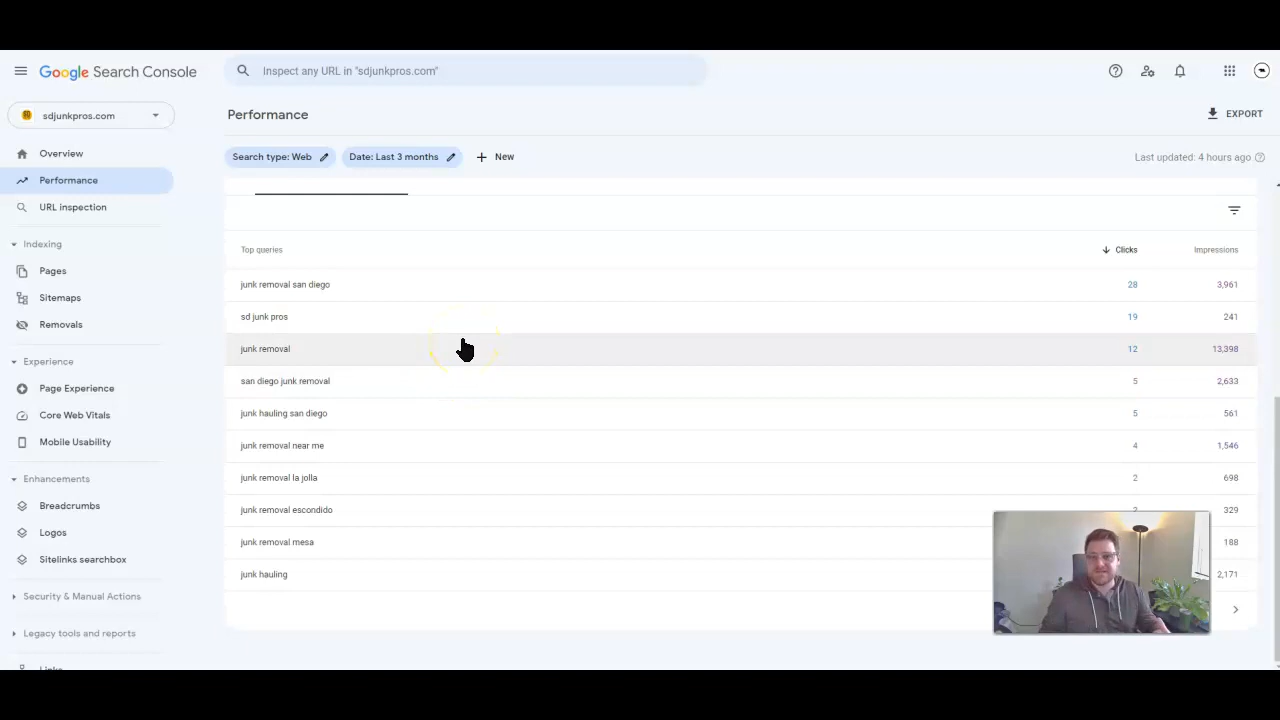 Google Search Console
Inspect any URL in "sdjunkpros.com"
sdjunkpros.com
Performance
EXPORT
Overview
Search type: Web
Date: Last 3 months
New
Last updated: 4 hours ago
Performance
URL inspection
Indexing
Pages
Sitemaps
Removals
Experience
Page Experience
Core Web Vitals
Mobile Usability
Enhancements
Breadcrumbs
Logos
Sitelinks searchbox
Security & Manual Actions
Legacy tools and reports
Links
Top queries Clicks Impressions
junk removal san diego 28 3,961
sd junk pros 19 241
junk removal 12 13,398
san diego junk removal 5 2,633
junk hauling san diego 5 561
junk removal near me 4 1,546
junk removal la jolla 2 698
junk removal escondido 2 329
junk removal mesa 188
junk hauling 2,171